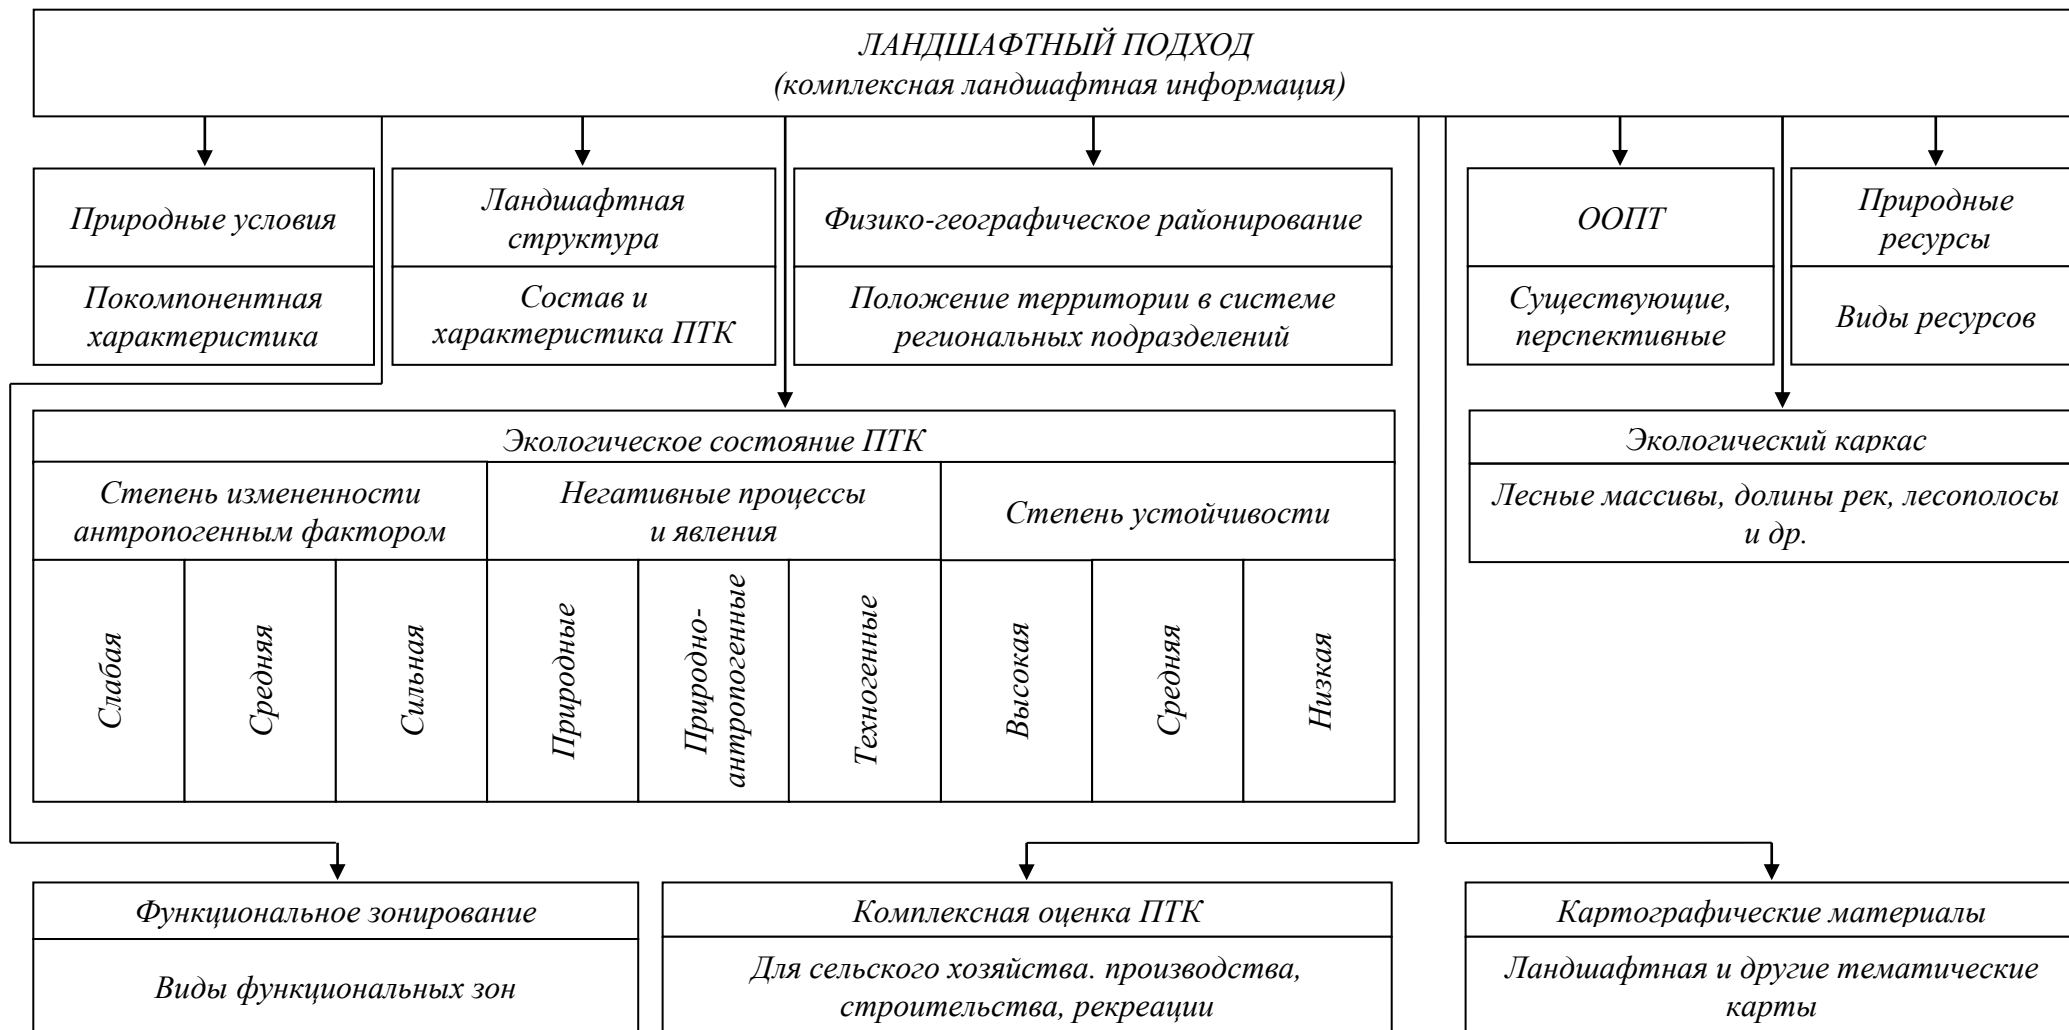 ЛАНДШАФТНЫЙ ПОДХОД
(комплексная ландшафтная информация)
Природные условия
Покомпонентная
характеристика
Ландшафтная
структура
Состав и
характеристика ПТК
Физико-географическое районирование
Положение территории в системе
региональных подразделений
ООПТ
Существующие,
перспективные
Природные
ресурсы
Виды ресурсов
Экологическое состояние ПТК
Степень измененности
антропогенным фактором
Негативные процессы
и явления
Степень устойчивости
Слабая
Средняя
Сильная
Природные
Природно-
антропогенные
Техногенные
Высокая
Средняя
Низкая
Экологический каркас
Лесные массивы, долины рек, лесополосы
и др.
Функциональное зонирование
Виды функциональных зон
Комплексная оценка ПТК
Для сельского хозяйства. производства,
строительства, рекреации
Картографические материалы
Ландшафтная и другие тематические
карты